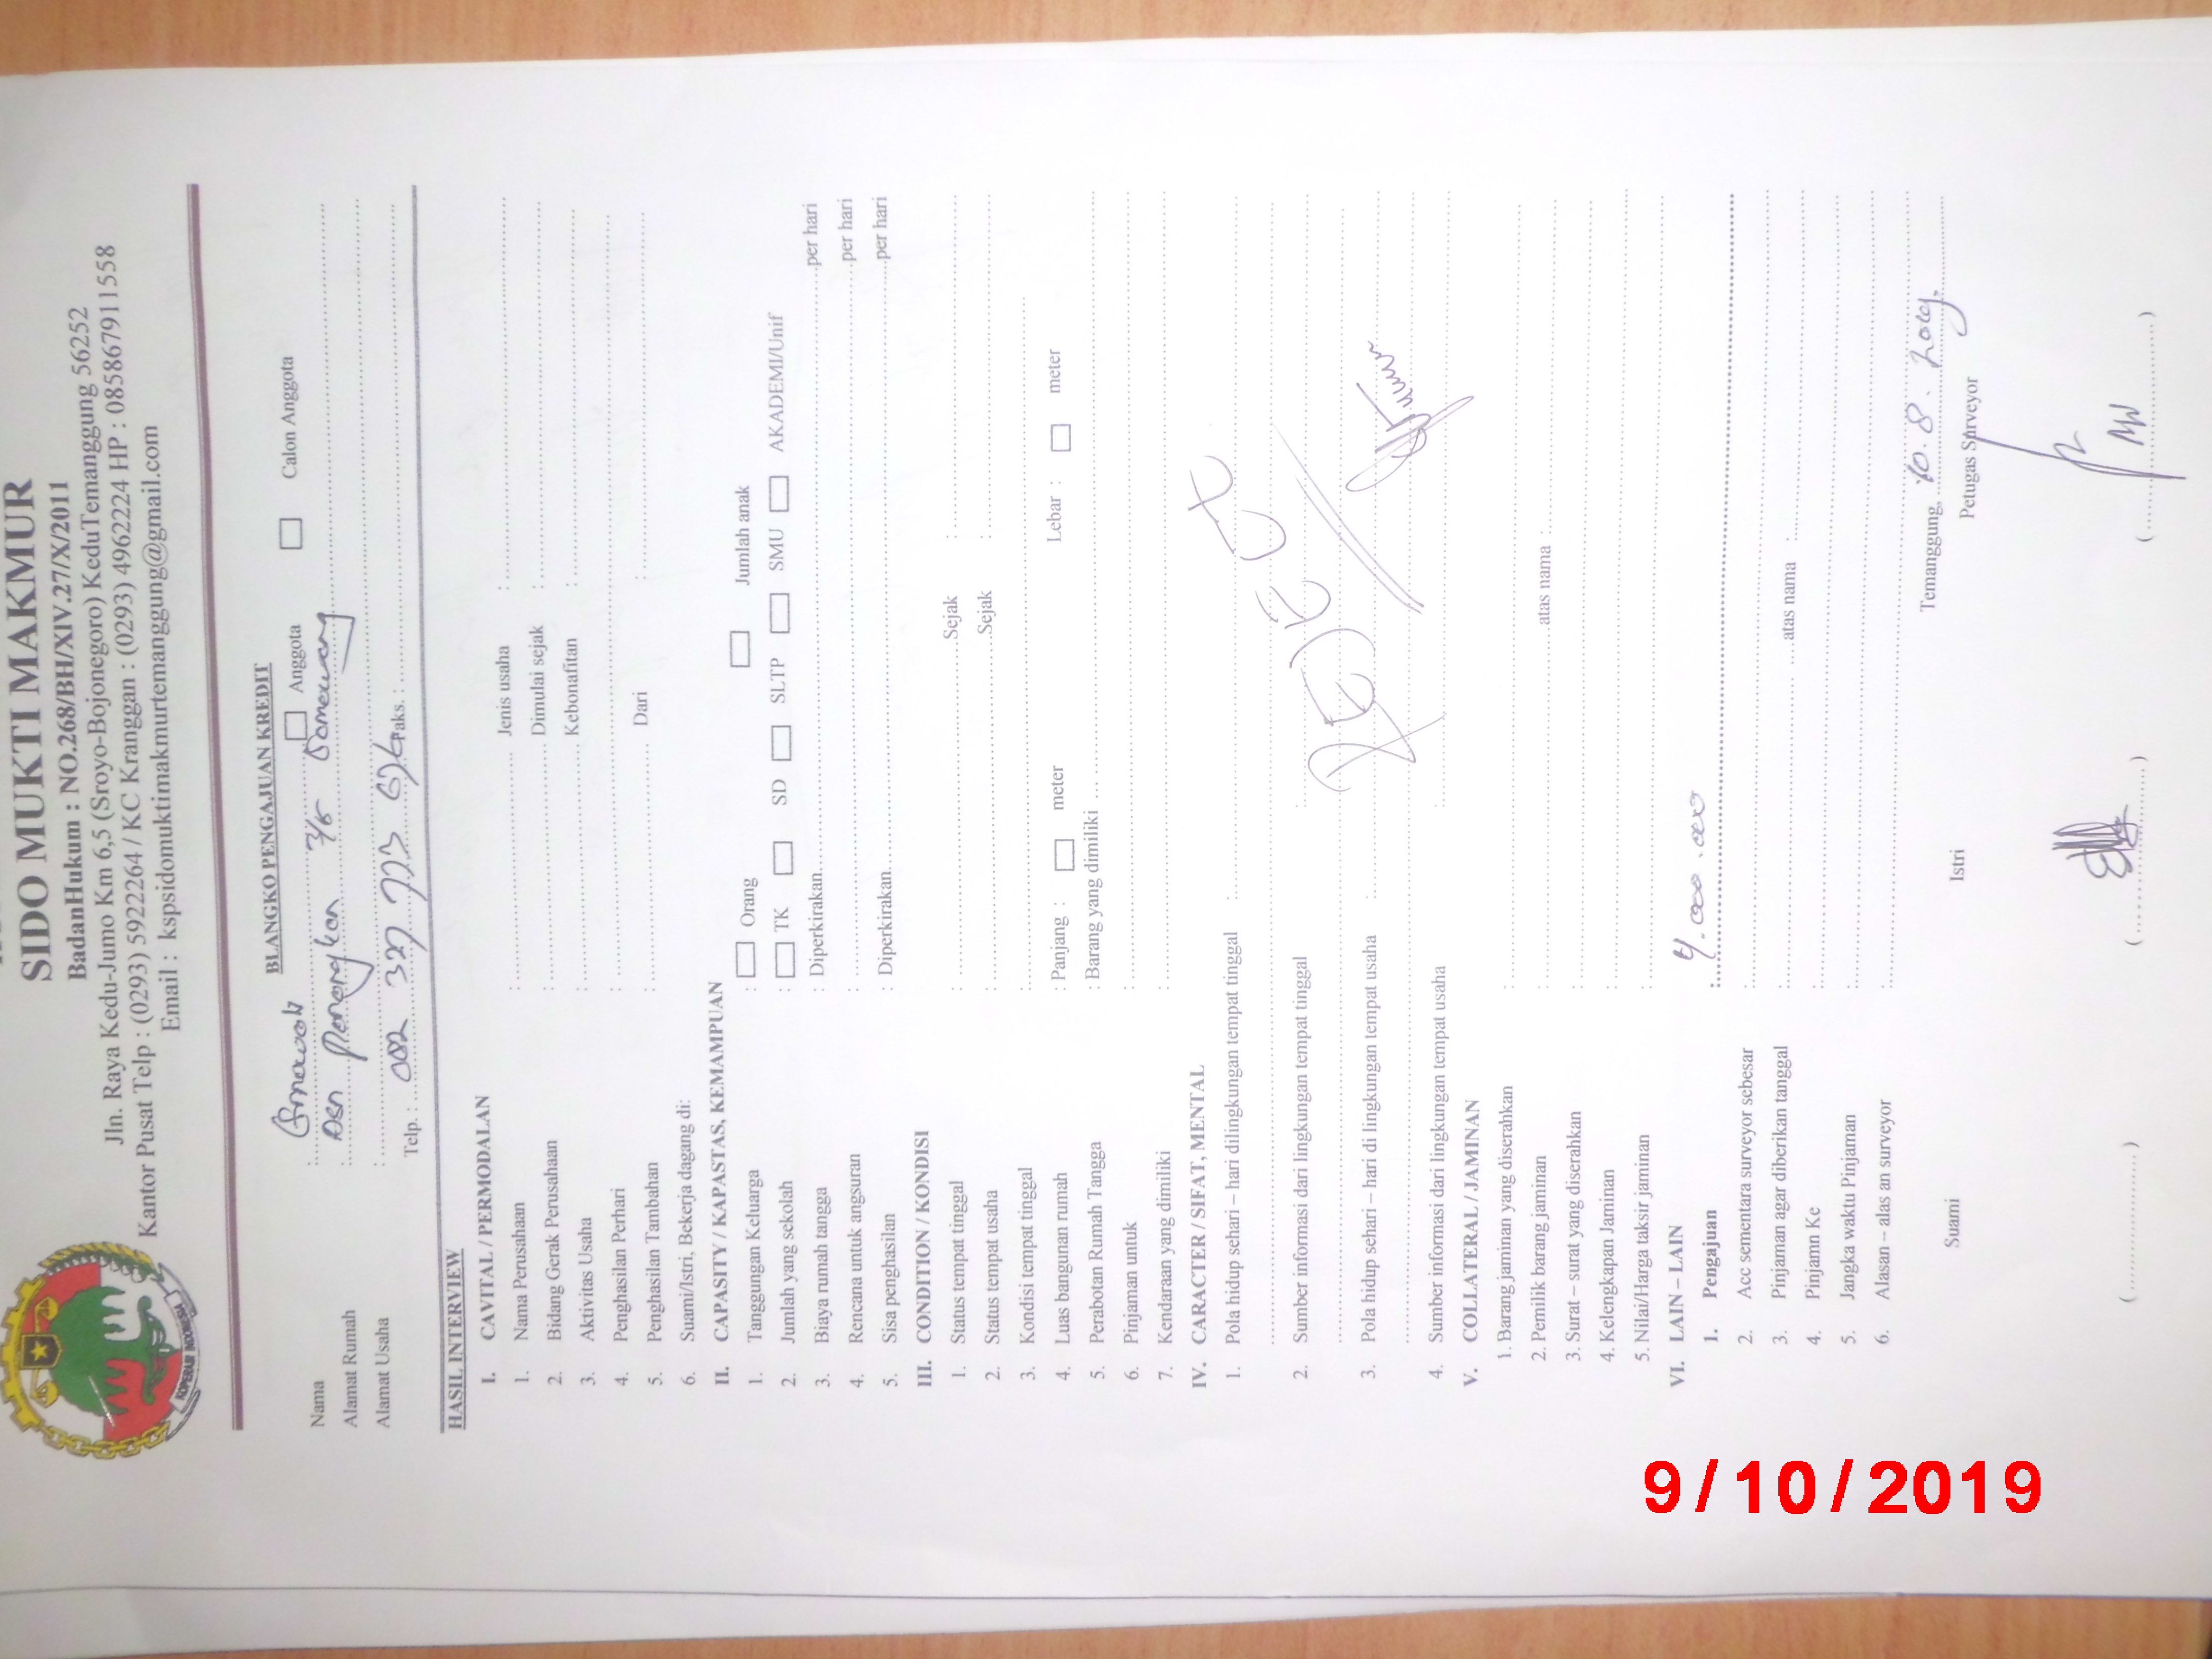 SIDO MUKTI MAKMUR
BadanHukum : NO.268/BH/XIV.27/X/2011
Jln. Raya Kedu-Jumo Km 6,5 (Sroyo-Bojonegoro) KeduTemanggung 56252
Kantor Pusat Telp : (0293) 5922264 / KC Kranggan : (0293) 4962224 HP : 085867911558
Email : kspsidomuktimakmurtemanggung@gmail.com
KOPERASI INDONESIA
BLANGKO PENGAJUAN KREDIT
Anggota Calon Anggota
Nama :
Alamat Rumah : Dsn 3/5
Alamat Usaha :
Telp. : 082 327 773 Faks. :
HASIL INTERVIEW
I. CAVITAL / PERMODALAN
1. Nama Perusahaan : Jenis usaha :
2. Bidang Gerak Perusahaan : Dimulai sejak :
3. Aktivitas Usaha : Kebonafitan :
4. Penghasilan Perhari :
5. Penghasilan Tambahan : Dari :
6. Suami/Istri, Bekerja dagang di:
II. CAPASITY / KAPASTAS, KEMAMPUAN
1. Tanggungan Keluarga : Orang Jumlah anak
2. Jumlah yang sekolah : TK SD SLTP SMU AKADEMI/Unif
3. Biaya rumah tangga : Diperkirakan per hari
4. Rencana untuk angsuran : per hari
5. Sisa penghasilan : Diperkirakan per hari
III. CONDITION / KONDISI
1. Status tempat tinggal : Sejak :
2. Status tempat usaha : Sejak :
3. Kondisi tempat tinggal :
4. Luas bangunan rumah : Panjang : meter Lebar : meter
5. Perabotan Rumah Tangga : Barang yang dimiliki
6. Pinjaman untuk :
7. Kendaraan yang dimiliki :
IV. CARACTER / SIFAT, MENTAL
1. Pola hidup sehari – hari dilingkungan tempat tinggal :
2. Sumber informasi dari lingkungan tempat tinggal :
3. Pola hidup sehari – hari di lingkungan tempat usaha :
4. Sumber informasi dari lingkungan tempat usaha :
V. COLLATERAL / JAMINAN
1. Barang jaminan yang diserahkan :
2. Pemilik barang jaminan : atas nama
3. Surat – surat yang diserahkan :
4. Kelengkapan Jaminan :
5. Nilai/Harga taksir jaminan :
VI. LAIN – LAIN
1. Pengajuan : 4.000.000
2. Acc sementara surveyor sebesar :
3. Pinjaman agar diberikan tanggal : atas nama :
4. Pinjamn Ke :
5. Jangka waktu Pinjaman :
6. Alasan – alas an surveyor :
Temanggung, 10.8.2019
Suami Istri Petugas Surveyor
9/10/2019